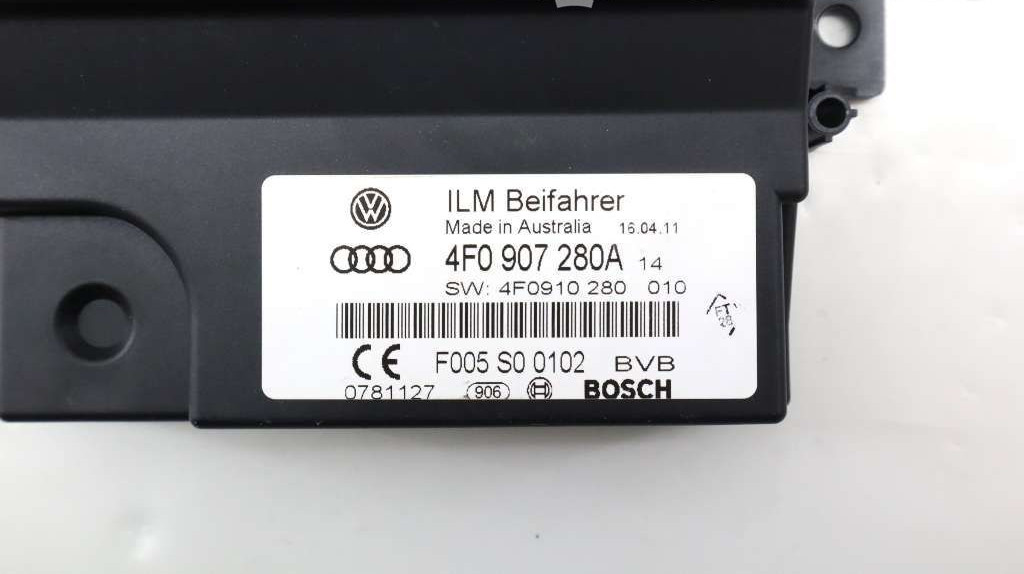 ILM Beifahrer
Made in Australia 16.04.11
4F0 907 280A 14
SW: 4F0910 280 010
CE F005 S0 0102 BVB
0781127 906 BOSCH